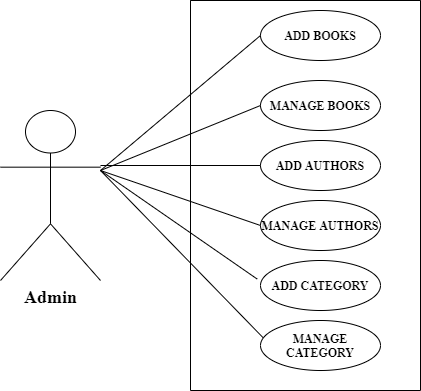 ADD BOOKS
MANAGE BOOKS
ADD AUTHORS
MANAGE AUTHORS
ADD CATEGORY
Admin
MANAGE
CATEGORY